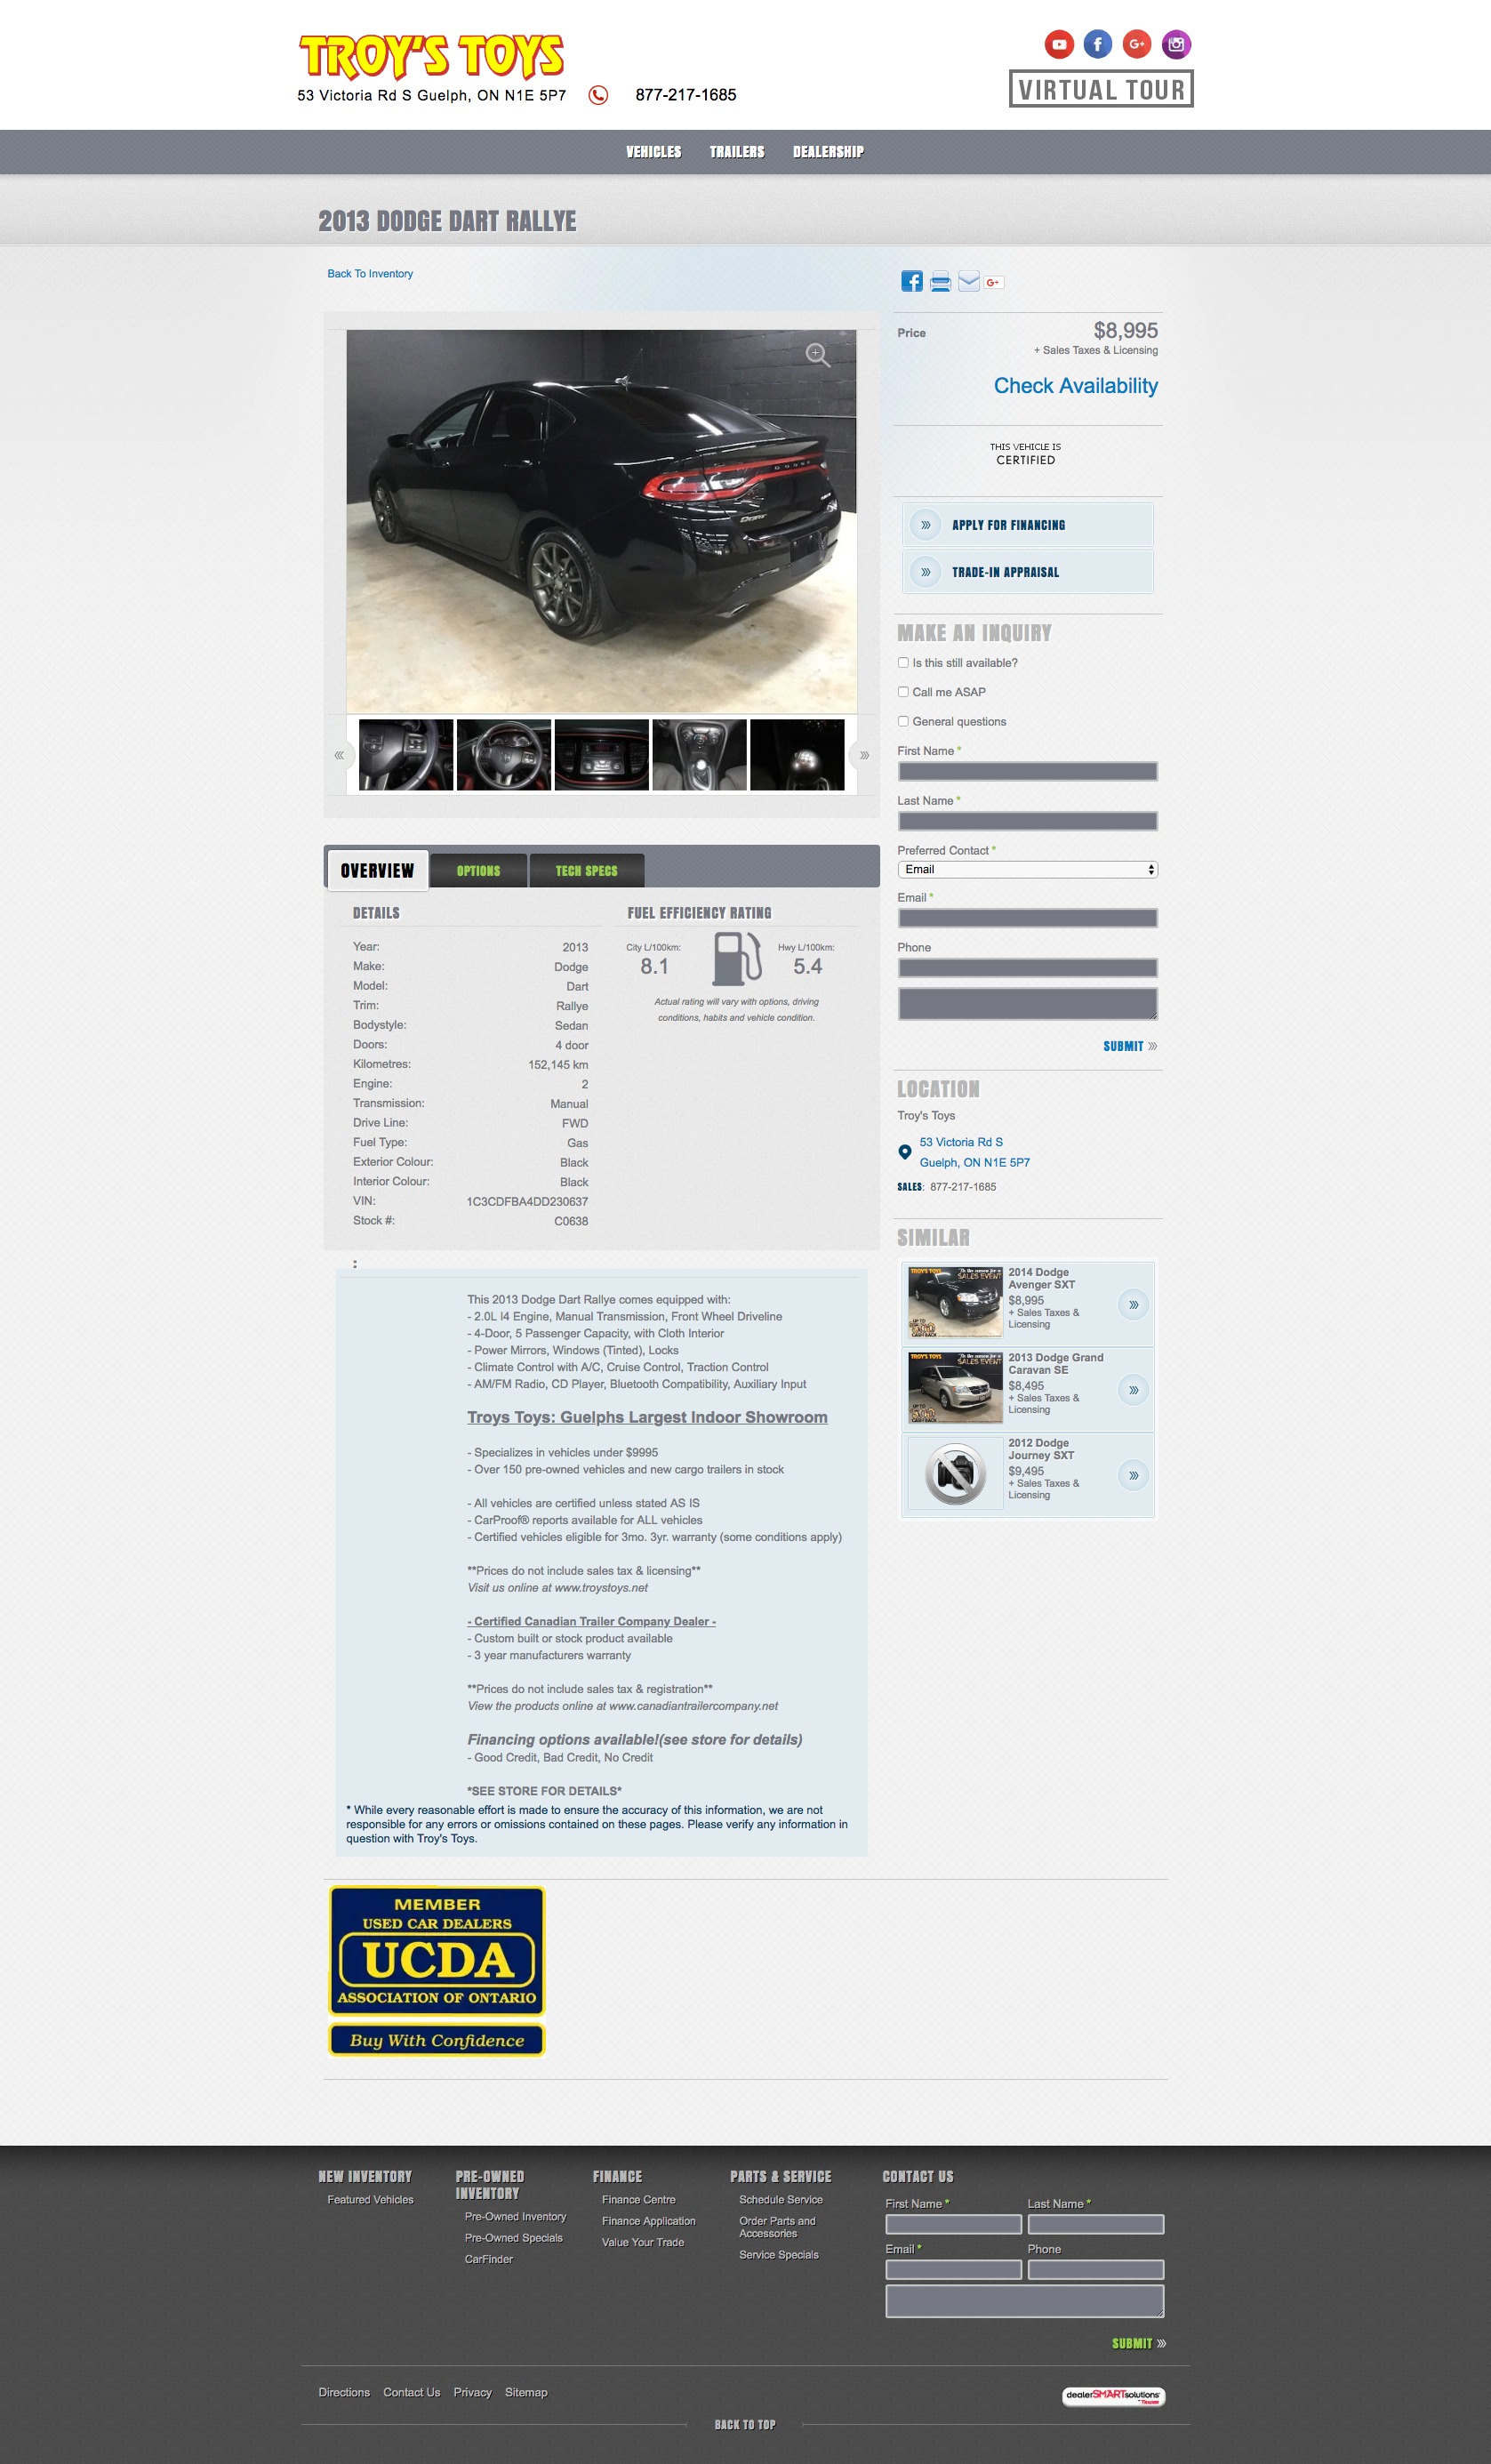 TROY'S TOYS
53 Victoria Rd S Guelph, ON N1E 5P7
877-217-1685
VIRTUAL TOUR
VEHICLES TRAILERS DEALERSHIP
2013 DODGE DART RALLYE
Back To Inventory
DODGE
Dart
OVERVIEW
OPTIONS
TECH SPECS
DETAILS
Year: 2013
Make: Dodge
Model: Dart
Trim: Rallye
Bodystyle: Sedan
Doors: 4 door
Kilometres: 152,145 km
Engine: 2
Transmission: Manual
Drive Line: FWD
Fuel Type: Gas
Exterior Colour: Black
Interior Colour: Black
VIN: 1C3CDFBA4DD230637
Stock #: C0638
FUEL EFFICIENCY RATING
City L/100km:
8.1
Hwy L/100km:
5.4
Actual rating will vary with options, driving
conditions, habits and vehicle condition.
:
This 2013 Dodge Dart Rallye comes equipped with:
- 2.0L I4 Engine, Manual Transmission, Front Wheel Driveline
- 4-Door, 5 Passenger Capacity, with Cloth Interior
- Power Mirrors, Windows (Tinted), Locks
- Climate Control with A/C, Cruise Control, Traction Control
- AM/FM Radio, CD Player, Bluetooth Compatibility, Auxiliary Input
Troys Toys: Guelphs Largest Indoor Showroom
- Specializes in vehicles under $9995
- Over 150 pre-owned vehicles and new cargo trailers in stock
- All vehicles are certified unless stated AS IS
- CarProof® reports available for ALL vehicles
- Certified vehicles eligible for 3mo. 3yr. warranty (some conditions apply)
**Prices do not include sales tax & licensing**
Visit us online at www.troystoys.net
- Certified Canadian Trailer Company Dealer -
- Custom built or stock product available
- 3 year manufacturers warranty
**Prices do not include sales tax & registration**
View the products online at www.canadiantrailercompany.net
Financing options available!(see store for details)
- Good Credit, Bad Credit, No Credit
*SEE STORE FOR DETAILS*
* While every reasonable effort is made to ensure the accuracy of this information, we are not
responsible for any errors or omissions contained on these pages. Please verify any information in
question with Troy's Toys.
G+
Price $8,995
+ Sales Taxes & Licensing
Check Availability
THIS VEHICLE IS
CERTIFIED
APPLY FOR FINANCING
TRADE-IN APPRAISAL
MAKE AN INQUIRY
Is this still available?
Call me ASAP
General questions
First Name *
Last Name *
Preferred Contact *
Email
Email *
Phone
SUBMIT
LOCATION
Troy's Toys
53 Victoria Rd S
Guelph, ON N1E 5P7
SALES: 877-217-1685
SIMILAR
TROY'S TOYS
SALES EVENT
2014 Dodge
Avenger SXT
$8,995
+ Sales Taxes &
Licensing
TROY'S TOYS
SALES EVENT
2013 Dodge Grand
Caravan SE
$8,495
+ Sales Taxes &
Licensing
2012 Dodge
Journey SXT
$9,495
+ Sales Taxes &
Licensing
MEMBER
USED CAR DEALERS
UCDA
ASSOCIATION OF ONTARIO
Buy With Confidence
NEW INVENTORY
Featured Vehicles
PRE-OWNED
INVENTORY
Pre-Owned Inventory
Pre-Owned Specials
CarFinder
FINANCE
Finance Centre
Finance Application
Value Your Trade
PARTS & SERVICE
Schedule Service
Order Parts and
Accessories
Service Specials
CONTACT US
First Name *
Last Name *
Email *
Phone
SUBMIT
Directions Contact Us Privacy Sitemap
dealerSMARTsolutions
BACK TO TOP